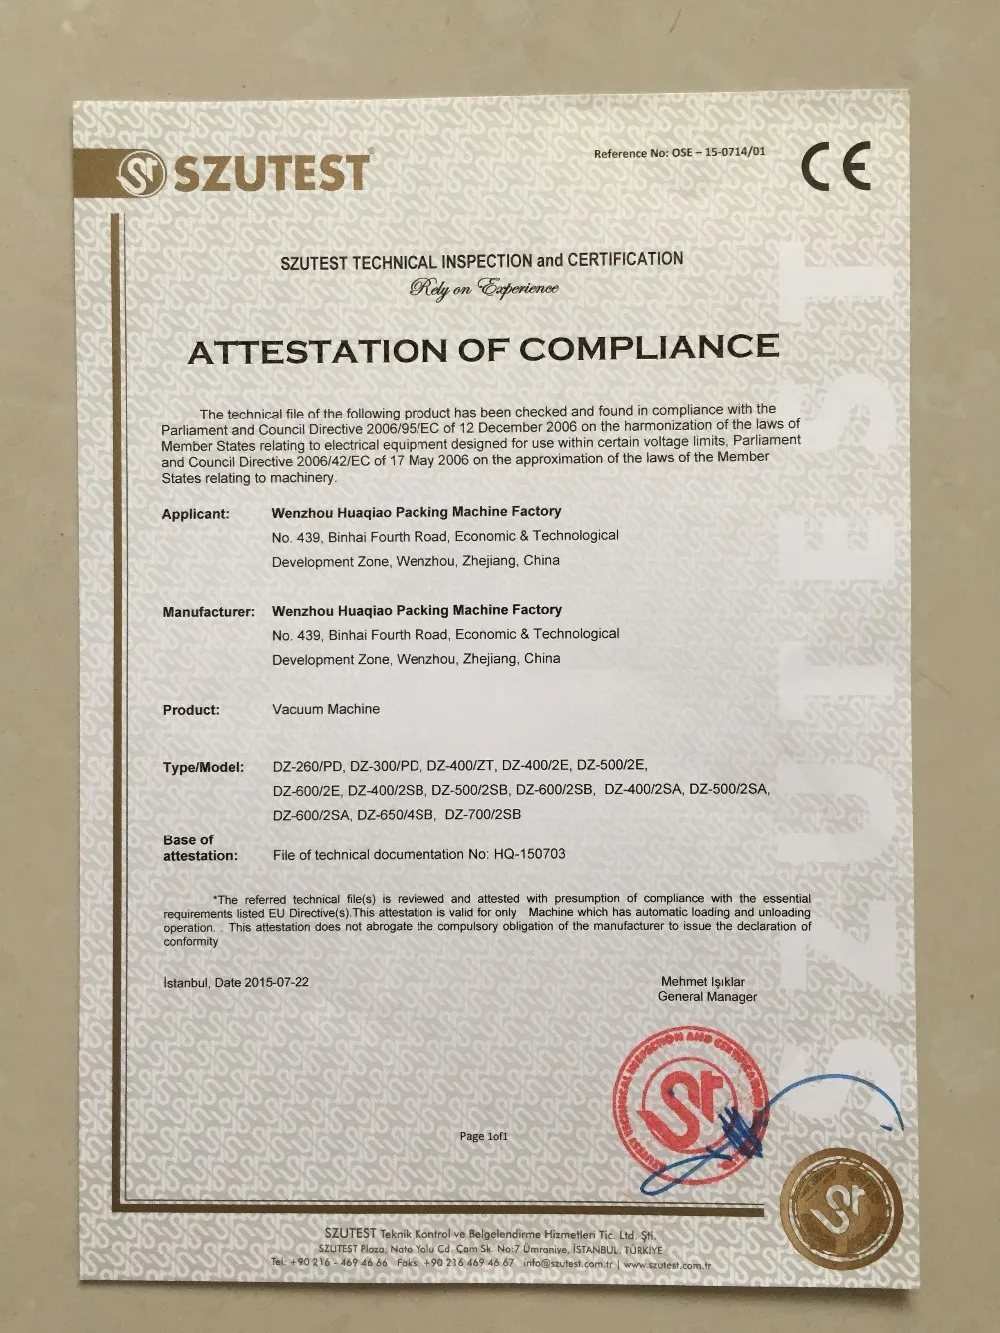 SZUTEST®
Reference No: OSE – 15-0714/01
CE
SZUTEST TECHNICAL INSPECTION and CERTIFICATION
Rely on Experience
ATTESTATION OF COMPLIANCE
The technical file of the following product has been checked and found in compliance with the
Parliament and Council Directive 2006/95/EC of 12 December 2006 on the harmonization of the laws of
Member States relating to electrical equipment designed for use within certain voltage limits, Parliament
and Council Directive 2006/42/EC of 17 May 2006 on the approximation of the laws of the Member
States relating to machinery.
Applicant: Wenzhou Huaqiao Packing Machine Factory
No. 439, Binhai Fourth Road, Economic & Technological
Development Zone, Wenzhou, Zhejiang, China
Manufacturer: Wenzhou Huaqiao Packing Machine Factory
No. 439, Binhai Fourth Road, Economic & Technological
Development Zone, Wenzhou, Zhejiang, China
Product: Vacuum Machine
Type/Model: DZ-260/PD, DZ-300/PD, DZ-400/ZT, DZ-400/2E, DZ-500/2E,
DZ-600/2E, DZ-400/2SB, DZ-500/2SB, DZ-600/2SB, DZ-400/2SA, DZ-500/2SA,
DZ-600/2SA, DZ-650/4SB, DZ-700/2SB
Base of
attestation: File of technical documentation No: HQ-150703
*The referred technical file(s) is reviewed and attested with presumption of compliance with the essential
requirements listed EU Directive(s).This attestation is valid for only Machine which has automatic loading and unloading
operation. . This attestation does not abrogate the compulsory obligation of the manufacturer to issue the declaration of
conformity
İstanbul, Date 2015-07-22
Mehmet Işıklar
General Manager
SZUTEST TECHNICAL INSPECTION AND CERTIFICATION
Page 1of1
SZUTEST
SZUTEST Teknik Kontrol ve Belgelendirme Hizmetleri Tic. Ltd. Şti.
SZUTEST Plaza, Nato Yolu Cd. Çam Sk. No:7 Ümraniye, İSTANBUL, TÜRKİYE
Tel: +90 216 - 469 46 66 Faks: +90 216 469 46 67 info@szutest.com.tr | www.szutest.com.tr